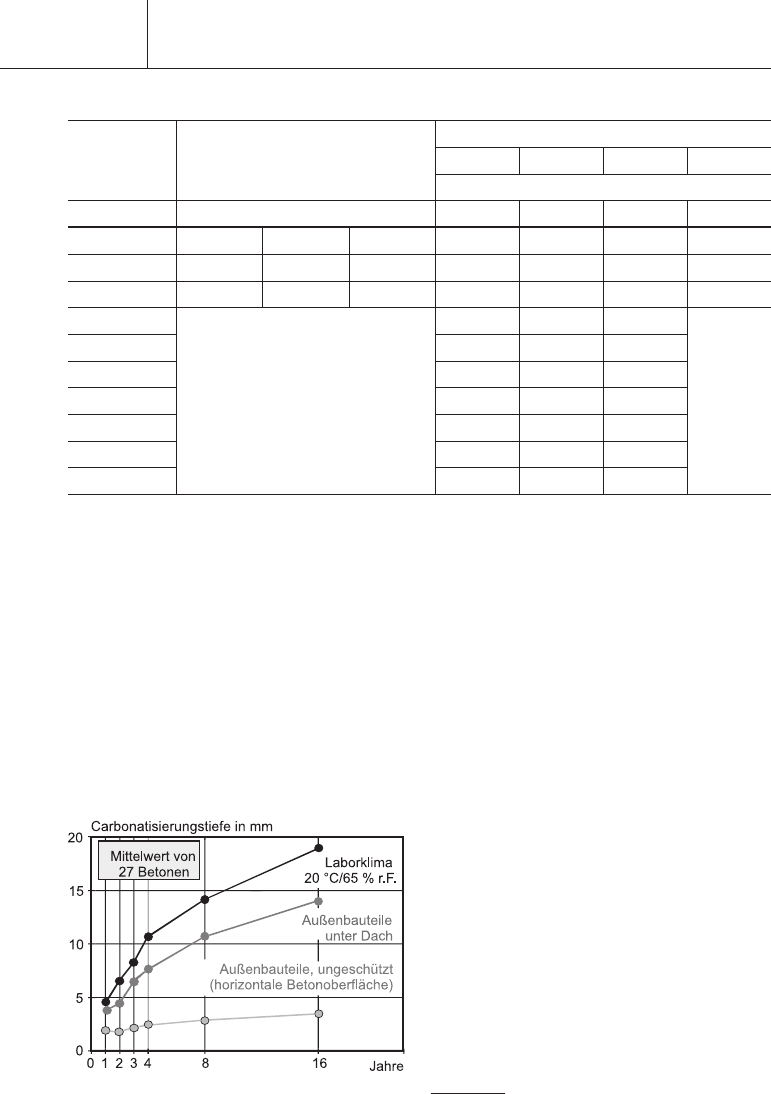 Carbonatisierungstiefe in mm
20
Mittelwert von
27 Betonen
Laborklima
20 °C/65 % r.F.
15
Außenbauteile
unter Dach
10
Außenbauteile, ungeschützt
(horizontale Betonoberfläche)
5
0
0 1 2 3 4 8 16 Jahre